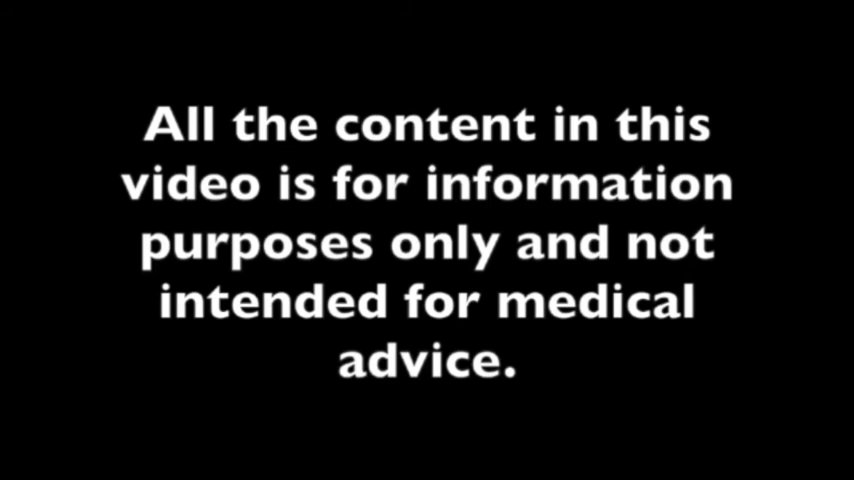 All the content in this
video is for information
purposes only and not
intended for medical
advice.